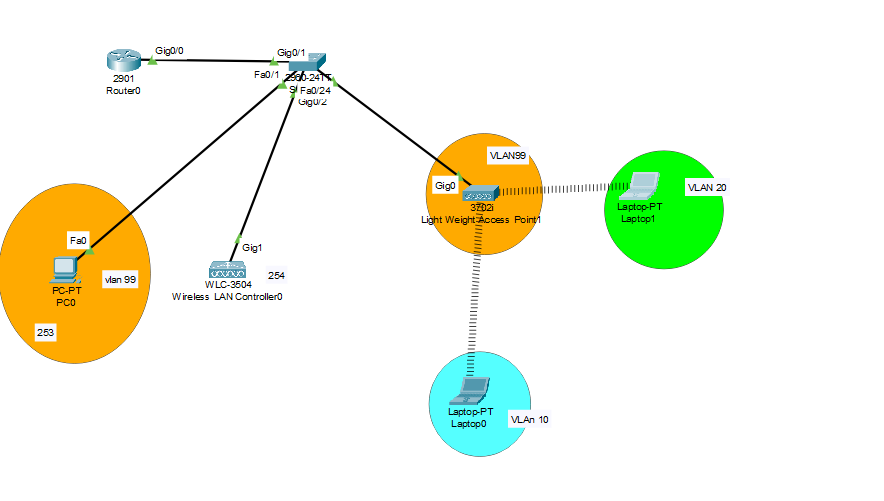 Gig0/0
2901
Router0
Gig0/1
2960-24TT
Fa0/1
Fa0/24
Gig0/2
VLAN99
Gig0
3702i
Light Weight Access Point1
VLAN 20
Laptop-PT
Laptop1
Fa0
PC-PT
PC0
vlan 99
253
Gig1
WLC-3504
Wireless LAN Controller0
254
Laptop-PT
Laptop0
VLAn 10